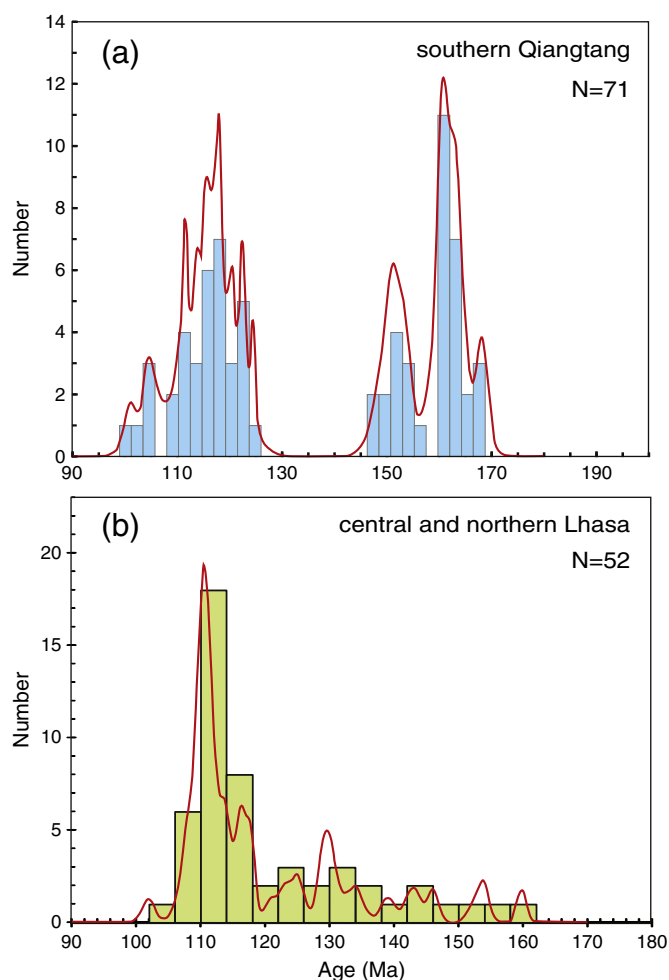 (a)
southern Qiangtang
N=71
Number
14
12
10
8
6
4
2
0
90 110 130 150 170 190
(b)
central and northern Lhasa
N=52
Number
20
15
10
5
0
90 100 110 120 130 140 150 160 170 180
Age (Ma)